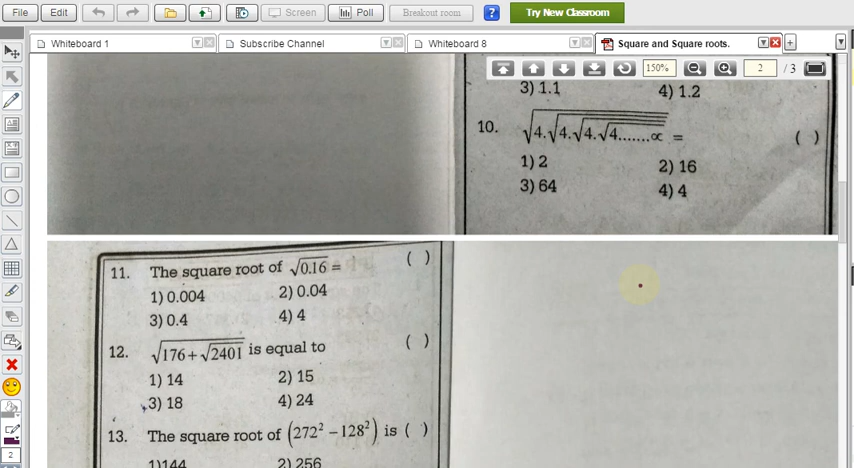 File Edit Screen Poll Breakout room ? Try New Classroom
Whiteboard 1 Subscribe Channel Whiteboard 8 Square and Square roots.
150% 2 / 3
3) 1.1 4) 1.2
10. √4.√4.√4.√4.......∝ = ( )
1) 2 2) 16
3) 64 4) 4
11. The square root of √0.16 = ( )
1) 0.004 2) 0.04
3) 0.4 4) 4
12. √176+√2401 is equal to ( )
1) 14 2) 15
3) 18 4) 24
13. The square root of (272² −128²) is ( )
1)144 2) 256
2